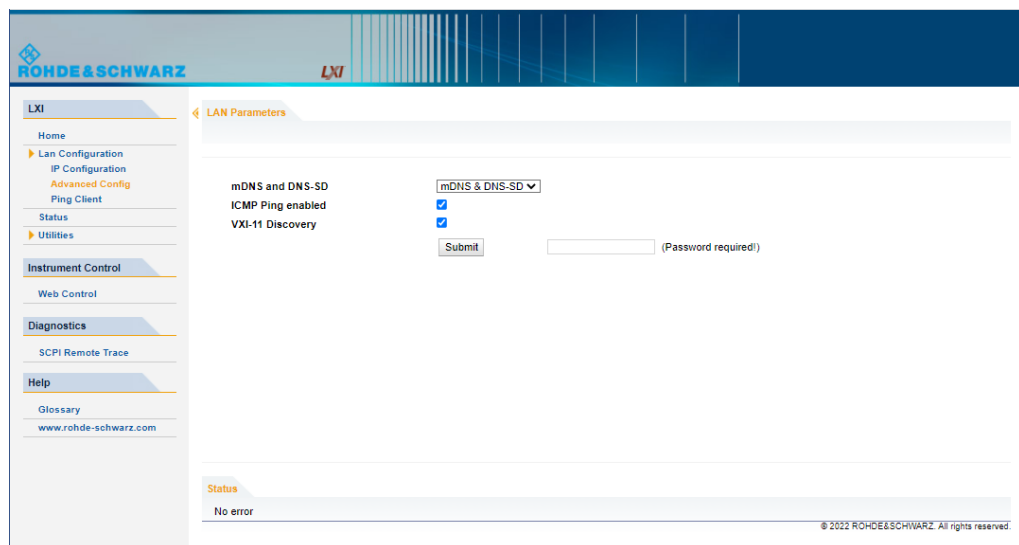 ROHDE&SCHWARZ
LXI
LXI
Home
Lan Configuration
IP Configuration
Advanced Config
Ping Client
Status
Utilities
Instrument Control
Web Control
Diagnostics
SCPI Remote Trace
Help
Glossary
www.rohde-schwarz.com
LAN Parameters
mDNS and DNS-SD mDNS & DNS-SD
ICMP Ping enabled
VXI-11 Discovery
Submit (Password required!)
Status
No error
© 2022 ROHDE&SCHWARZ. All rights reserved.